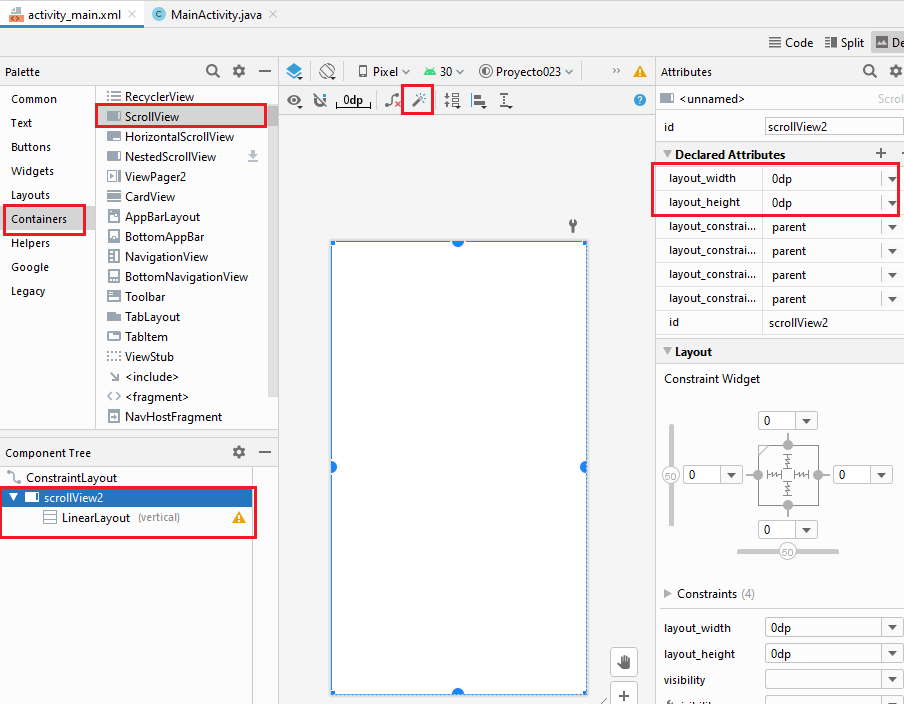 activity_main.xml
MainActivity.java
Code
Split
De
Palette
Common
Text
Buttons
Widgets
Layouts
Containers
Helpers
Google
Legacy
RecyclerView
ScrollView
HorizontalScrollView
NestedScrollView
ViewPager2
CardView
AppBarLayout
BottomAppBar
NavigationView
BottomNavigationView
Toolbar
TabLayout
TabItem
ViewStub
<include>
<fragment>
NavHostFragment
Component Tree
ConstraintLayout
scrollView2
LinearLayout (vertical)
Pixel
30
Proyecto023
0dp
Attributes
<unnamed>
Scrol
id
scrollView2
Declared Attributes
layout_width 0dp
layout_height 0dp
layout_constrai... parent
layout_constrai... parent
layout_constrai... parent
layout_constrai... parent
id scrollView2
Layout
Constraint Widget
0
50
0
0
0
50
Constraints (4)
layout_width 0dp
layout_height 0dp
visibility